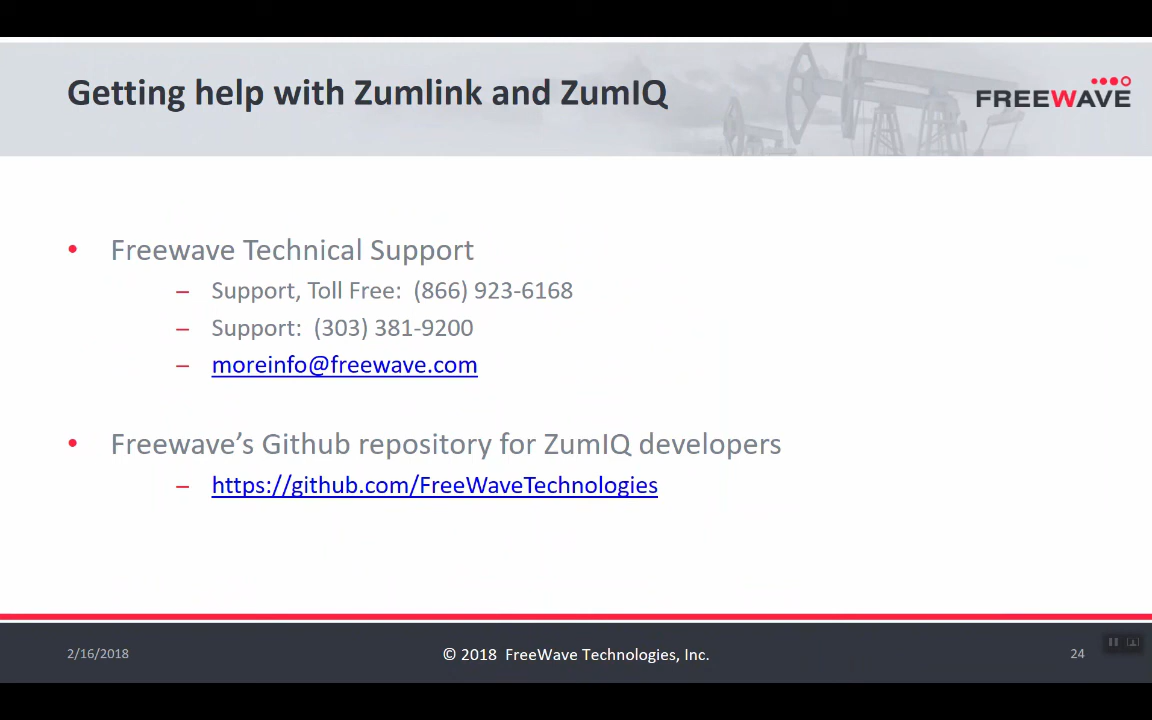 Getting help with Zumlink and ZumIQ
FREEWAVE
• Freewave Technical Support
– Support, Toll Free: (866) 923-6168
– Support: (303) 381-9200
– moreinfo@freewave.com
• Freewave’s Github repository for ZumIQ developers
– https://github.com/FreeWaveTechnologies
2/16/2018
© 2018 FreeWave Technologies, Inc.
24